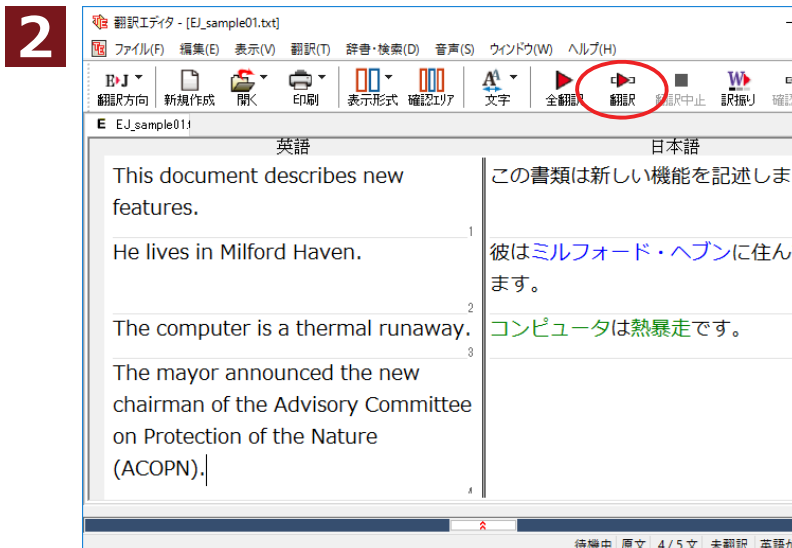 2
翻訳エディタ - [EJ_sample01.txt]
ファイル(F) 編集(E) 表示(V) 翻訳(T) 辞書・検索(D) 音声(S) ウィンドウ(W) ヘルプ(H)
翻訳方向 新規作成 開く 印刷 表示形式 確認エリア 文字 全翻訳 翻訳 翻訳中止 訳振り
E EJ_sample01
英語 日本語
This document describes new
features.
1
この書類は新しい機能を記述しま
He lives in Milford Haven.
2
彼はミルフォード・ヘブンに住ん
ます。
The computer is a thermal runaway.
3
コンピュータは熱暴走です。
The mayor announced the new
chairman of the Advisory Committee
on Protection of the Nature
(ACOPN).
待機中 原文 4/5文 未翻訳 英語が